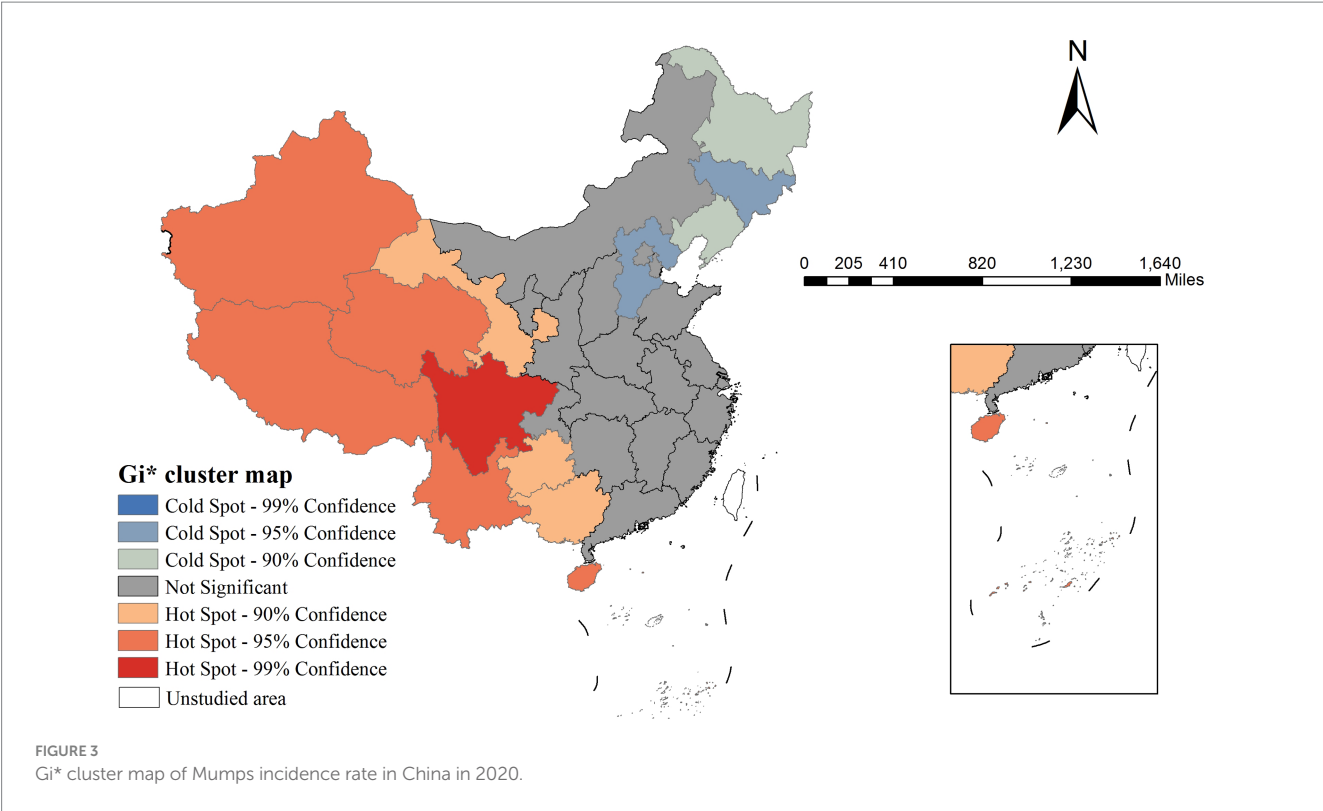 N
0 205 410 820 1,230 1,640
Miles
Gi* cluster map
Cold Spot - 99% Confidence
Cold Spot - 95% Confidence
Cold Spot - 90% Confidence
Not Significant
Hot Spot - 90% Confidence
Hot Spot - 95% Confidence
Hot Spot - 99% Confidence
Unstudied area
FIGURE 3
Gi* cluster map of Mumps incidence rate in China in 2020.